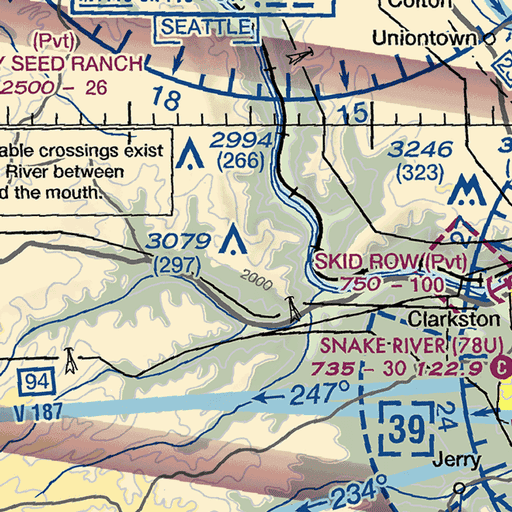 Colton
SEATTLE
(Pvt)
Uniontown
Y SEED RANCH
2500 – 26
18
15
able crossings exist
River between
d the mouth.
2994
(266)
3246
(323)
3079
(297)
2000
SKID ROW (Pvt)
750 – 100
Clarkston
SNAKE RIVER (78U)
735 – 30 122.9 C
94
V 187
247°
39
24
Jerry
234°